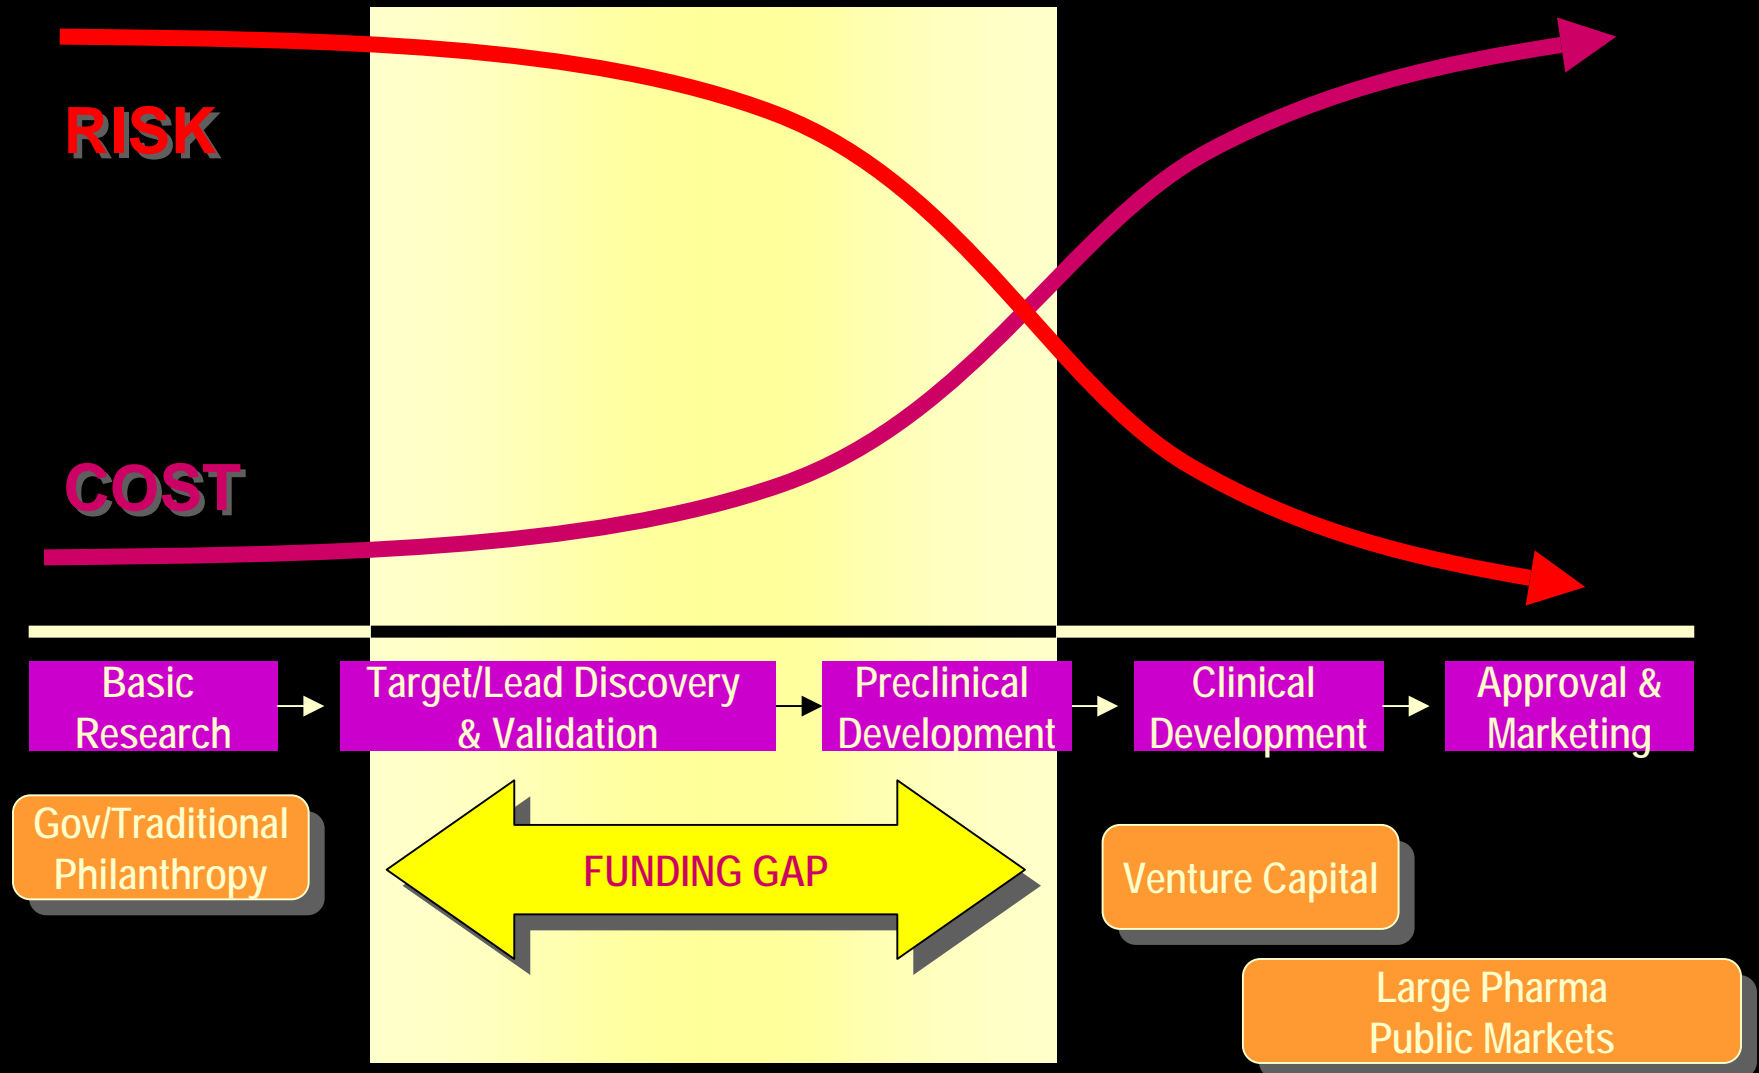 RISK
COST
Basic
Research
Target/Lead Discovery
& Validation
Preclinical
Development
Clinical
Development
Approval &
Marketing
Gov/Traditional
Philanthropy
FUNDING GAP
Venture Capital
Large Pharma
Public Markets